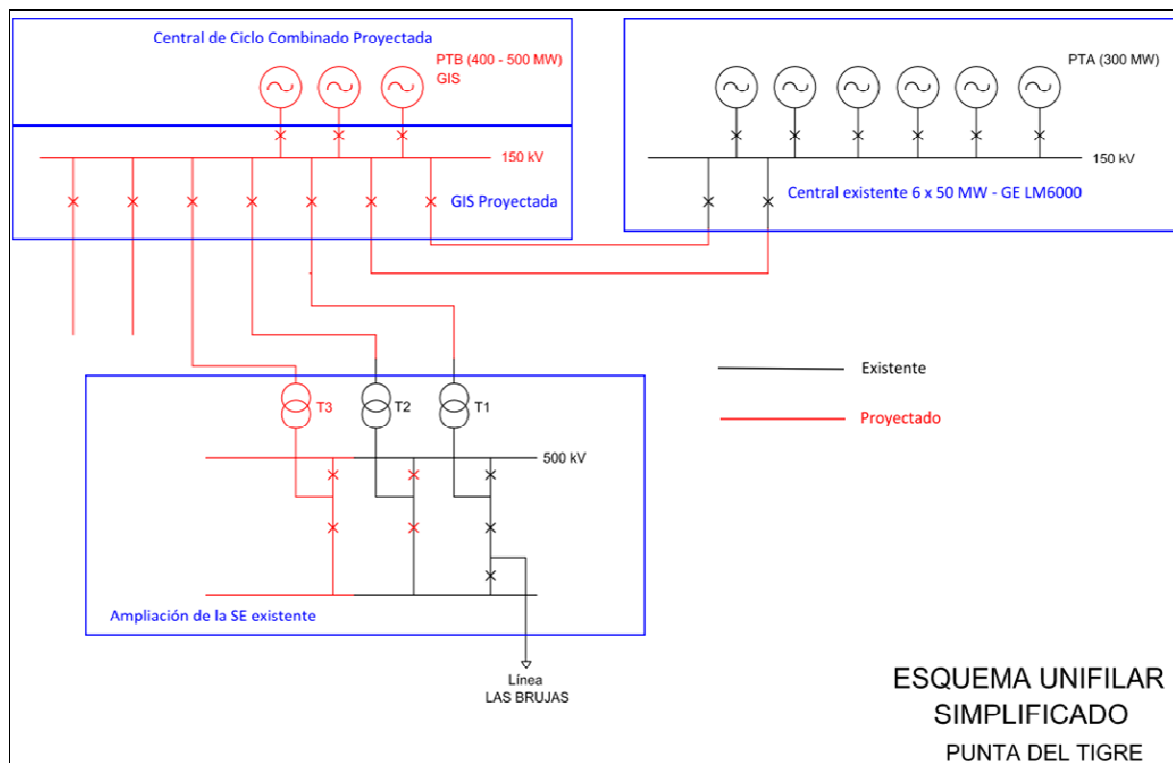 Central de Ciclo Combinado Proyectada
PTB (400 - 500 MW)
GIS
PTA (300 MW)
150 kV
GIS Proyectada
150 kV
Central existente 6 x 50 MW - GE LM6000
T3
T2
T1
Existente
Proyectado
500 kV
Ampliación de la SE existente
Línea
LAS BRUJAS
ESQUEMA UNIFILAR
SIMPLIFICADO
PUNTA DEL TIGRE